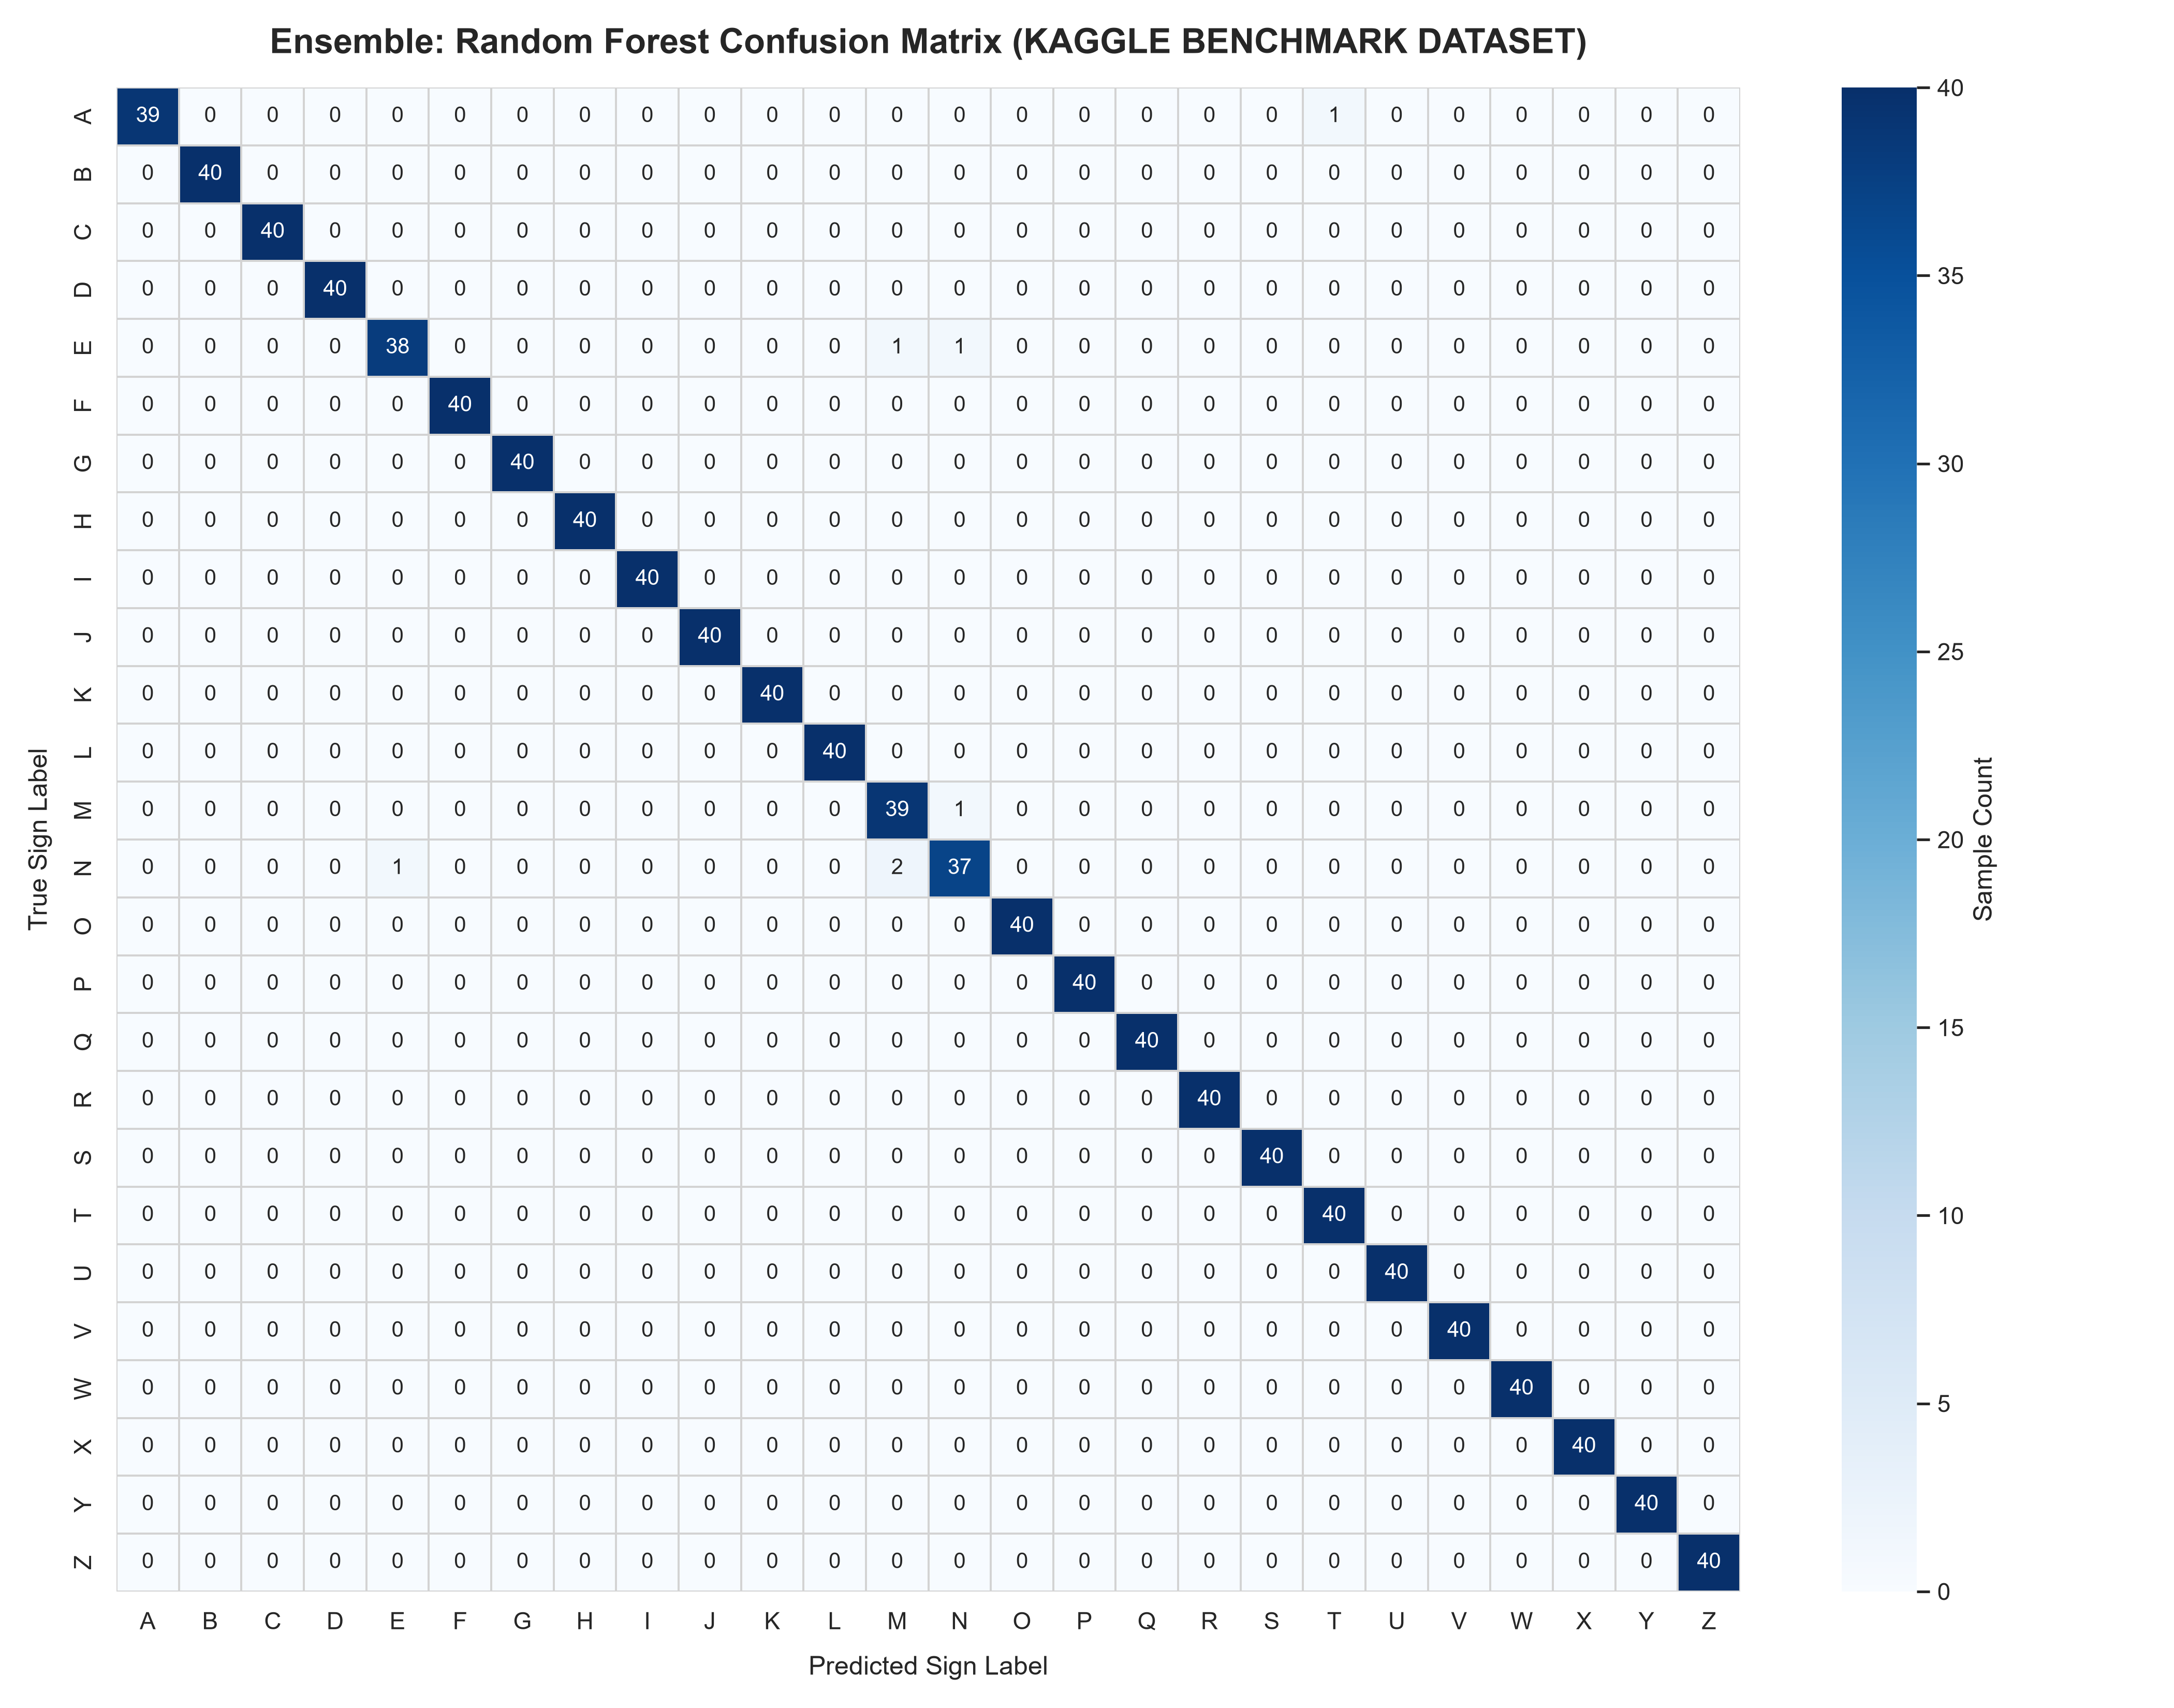 Ensemble: Random Forest Confusion Matrix (KAGGLE BENCHMARK DATASET)
A 39 0 0 0 0 0 0 0 0 0 0 0 0 0 0 0 0 0 0 1 0 0 0 0 0 0
B 0 40 0 0 0 0 0 0 0 0 0 0 0 0 0 0 0 0 0 0 0 0 0 0 0 0
C 0 0 40 0 0 0 0 0 0 0 0 0 0 0 0 0 0 0 0 0 0 0 0 0 0 0
D 0 0 0 40 0 0 0 0 0 0 0 0 0 0 0 0 0 0 0 0 0 0 0 0 0 0
E 0 0 0 0 38 0 0 0 0 0 0 0 1 1 0 0 0 0 0 0 0 0 0 0 0 0
F 0 0 0 0 0 40 0 0 0 0 0 0 0 0 0 0 0 0 0 0 0 0 0 0 0 0
G 0 0 0 0 0 0 40 0 0 0 0 0 0 0 0 0 0 0 0 0 0 0 0 0 0 0
H 0 0 0 0 0 0 0 40 0 0 0 0 0 0 0 0 0 0 0 0 0 0 0 0 0 0
I 0 0 0 0 0 0 0 0 40 0 0 0 0 0 0 0 0 0 0 0 0 0 0 0 0 0
J 0 0 0 0 0 0 0 0 0 40 0 0 0 0 0 0 0 0 0 0 0 0 0 0 0 0
K 0 0 0 0 0 0 0 0 0 0 40 0 0 0 0 0 0 0 0 0 0 0 0 0 0 0
L 0 0 0 0 0 0 0 0 0 0 0 40 0 0 0 0 0 0 0 0 0 0 0 0 0 0
M 0 0 0 0 0 0 0 0 0 0 0 0 39 1 0 0 0 0 0 0 0 0 0 0 0 0
N 0 0 0 0 1 0 0 0 0 0 0 0 2 37 0 0 0 0 0 0 0 0 0 0 0 0
O 0 0 0 0 0 0 0 0 0 0 0 0 0 0 40 0 0 0 0 0 0 0 0 0 0 0
P 0 0 0 0 0 0 0 0 0 0 0 0 0 0 0 40 0 0 0 0 0 0 0 0 0 0
Q 0 0 0 0 0 0 0 0 0 0 0 0 0 0 0 0 40 0 0 0 0 0 0 0 0 0
R 0 0 0 0 0 0 0 0 0 0 0 0 0 0 0 0 0 40 0 0 0 0 0 0 0 0
S 0 0 0 0 0 0 0 0 0 0 0 0 0 0 0 0 0 0 40 0 0 0 0 0 0 0
T 0 0 0 0 0 0 0 0 0 0 0 0 0 0 0 0 0 0 0 40 0 0 0 0 0 0
U 0 0 0 0 0 0 0 0 0 0 0 0 0 0 0 0 0 0 0 0 40 0 0 0 0 0
V 0 0 0 0 0 0 0 0 0 0 0 0 0 0 0 0 0 0 0 0 0 40 0 0 0 0
W 0 0 0 0 0 0 0 0 0 0 0 0 0 0 0 0 0 0 0 0 0 0 40 0 0 0
X 0 0 0 0 0 0 0 0 0 0 0 0 0 0 0 0 0 0 0 0 0 0 0 40 0 0
Y 0 0 0 0 0 0 0 0 0 0 0 0 0 0 0 0 0 0 0 0 0 0 0 0 40 0
Z 0 0 0 0 0 0 0 0 0 0 0 0 0 0 0 0 0 0 0 0 0 0 0 0 0 40
A B C D E F G H I J K L M N O P Q R S T U V W X Y Z
Predicted Sign Label
True Sign Label
40
35
30
25
20
15
10
5
0
Sample Count